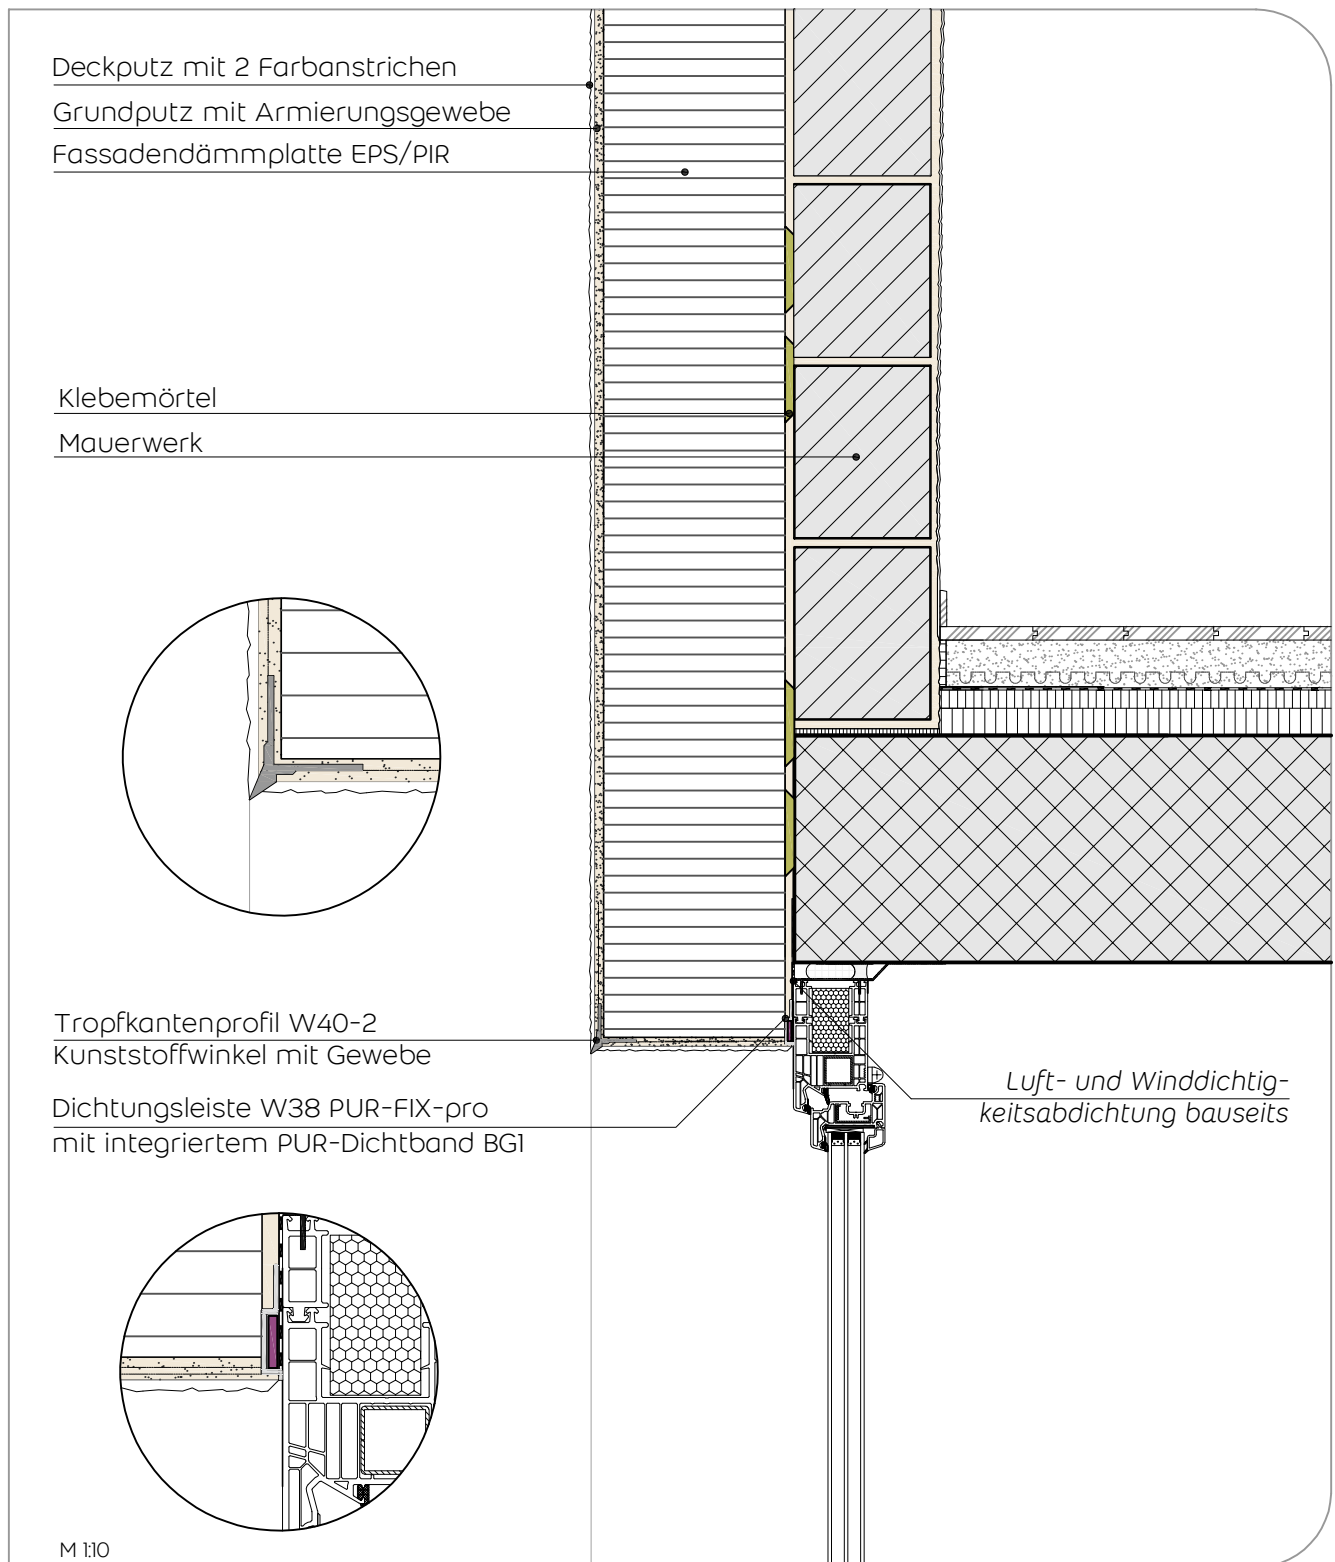 Deckputz mit 2 Farbanstrichen
Grundputz mit Armierungsgewebe
Fassadendämmplatte EPS/PIR
Klebemörtel
Mauerwerk
Tropfkantenprofil W40-2
Kunststoffwinkel mit Gewebe
Dichtungsleiste W38 PUR-FIX-pro
mit integriertem PUR-Dichtband BG1
Luft- und Winddichtig-
keitsabdichtung bauseits
M 1:10